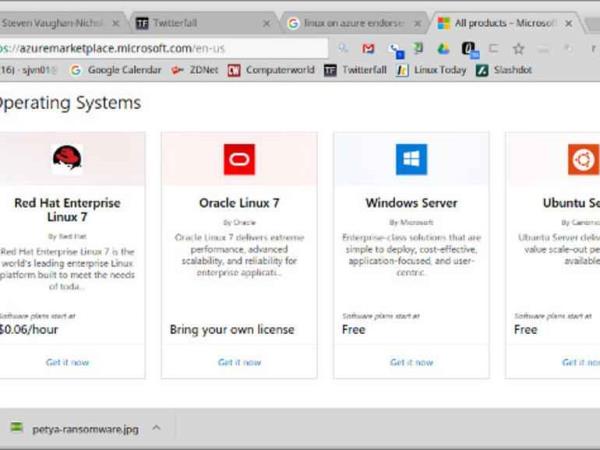 Steven Vaughan-Nichol
Twitterfall
linux on azure endorse
All products – Microsof
ps://azuremarketplace.microsoft.com/en-us
(16) · sjvn01@
Google Calendar
ZDNet
Computerworld
Twitterfall
Linux Today
Slashdot
Operating Systems
Red Hat Enterprise
Linux 7
By Red Hat
Red Hat Enterprise Linux 7 is the
world's leading enterprise Linux
platform built to meet the needs
of toda..
Software plans start at
$0.06/hour
Get it now
Oracle Linux 7
By Oracle
Oracle Linux 7 delivers extreme
performance, advanced
scalability, and reliability for
enterprise applicati..
Bring your own license
Get it now
Windows Server
By Microsoft
Enterprise-class solutions that are
simple to deploy, cost-effective,
application-focused, and user-
centric.
Software plans start at
Free
Get it now
Ubuntu Se
By Canonic
Ubuntu Server deliv
value scale-out pe
available
Software plans start at
Free
Get it no
petya-ransomware.jpg